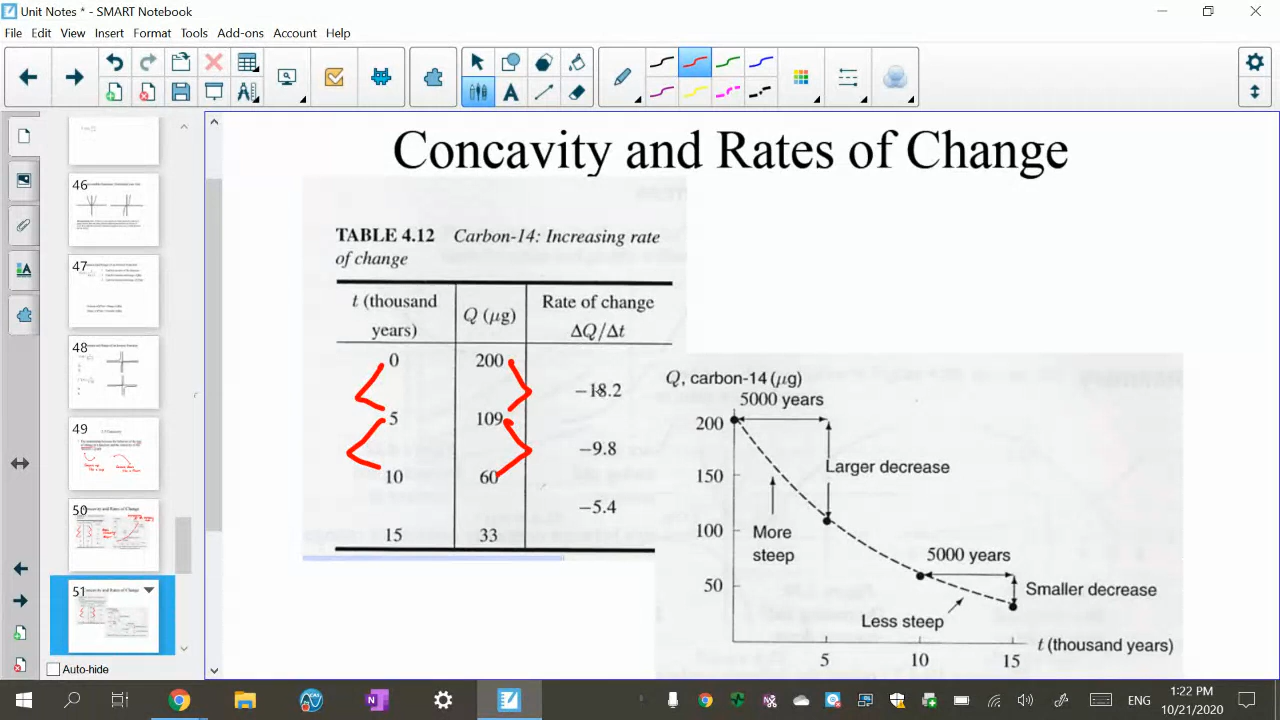 Unit Notes * - SMART Notebook
File Edit View Insert Format Tools Add-ons Account Help
46
47
48
49
50
51
Auto-hide
Concavity and Rates of Change
TABLE 4.12 Carbon-14: Increasing rate
of change
t (thousand
years)
Q (μg)
Rate of change
ΔQ/Δt
0 200
−18.2
5 109
−9.8
10 60
−5.4
15 33
Q, carbon-14 (μg)
5000 years
200
Larger decrease
150
100
More
steep
5000 years
50
Smaller decrease
Less steep
t (thousand years)
5 10 15
ENG
1:22 PM
10/21/2020